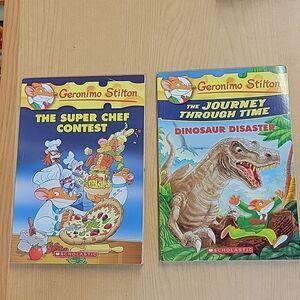 Geronimo Stilton
THE SUPER CHEF
CONTEST
SCHOLASTIC
Geronimo Stilton
THE JOURNEY
THROUGH TIME
DINOSAUR DISASTER
SCHOLASTIC